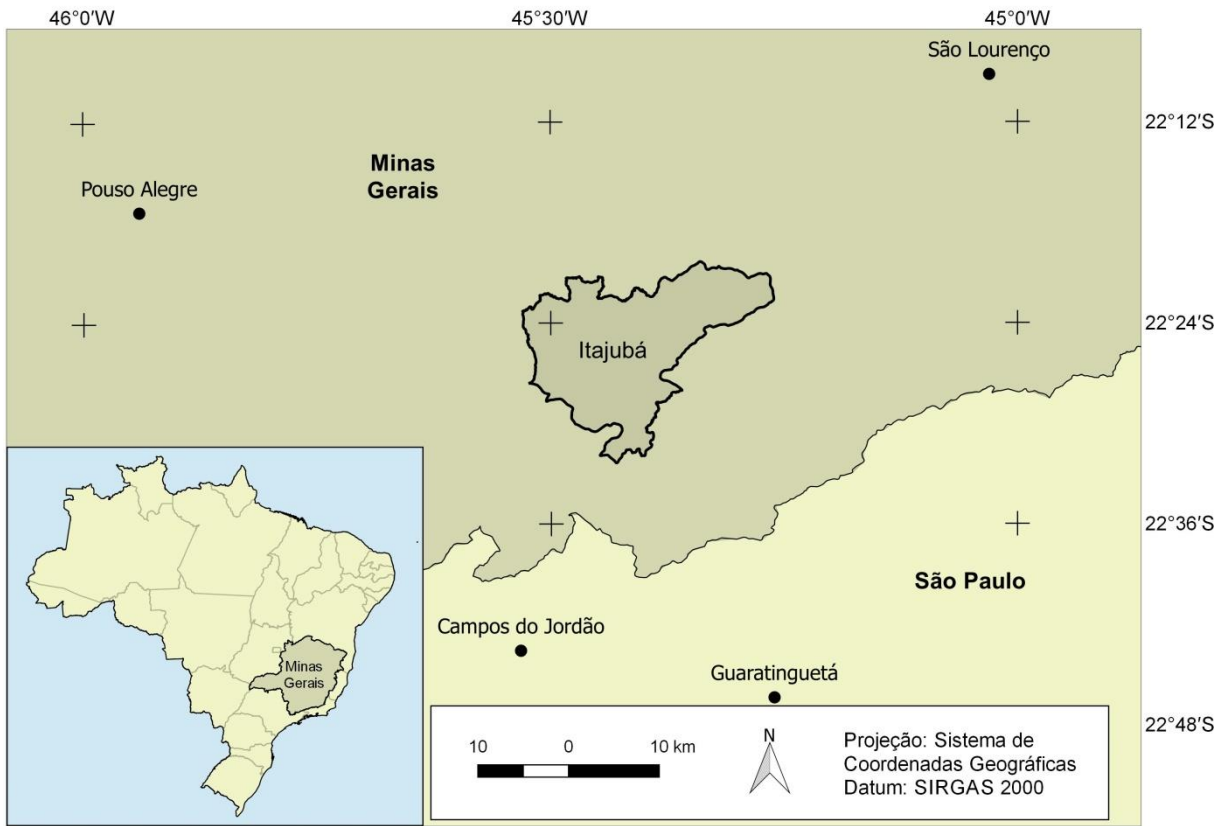 46°0'W 45°30'W 45°0'W
São Lourenço
22°12'S
Minas
Gerais
Pouso Alegre
22°24'S
Itajubá
22°36'S
São Paulo
Campos do Jordão
Guaratinguetá
Minas
Gerais
22°48'S
10 0 10 km
N
Projeção: Sistema de
Coordenadas Geográficas
Datum: SIRGAS 2000